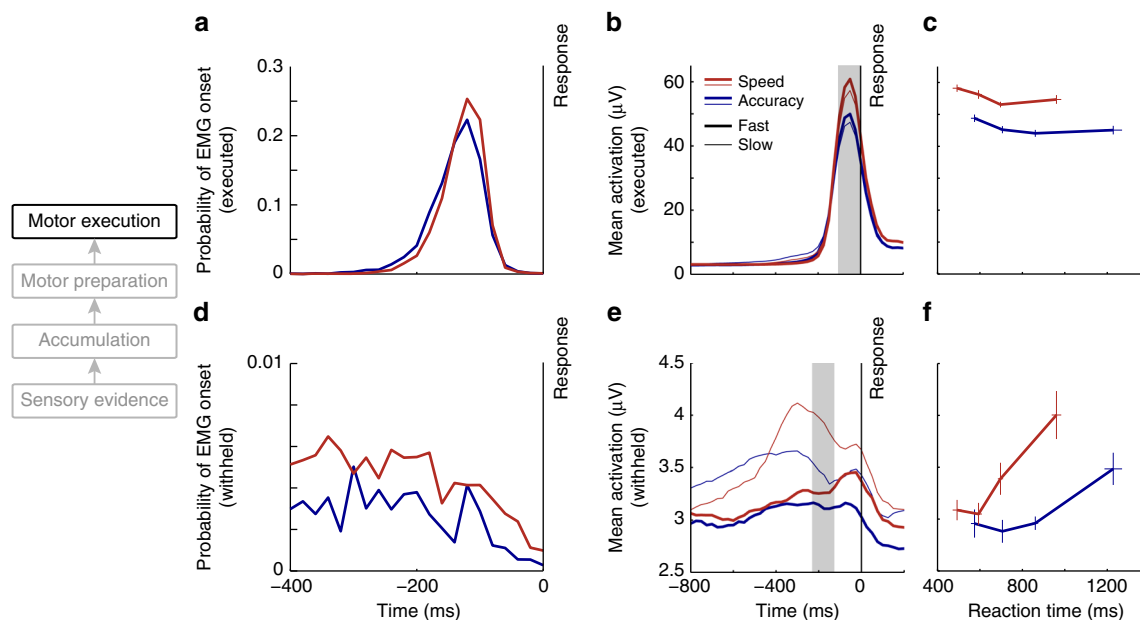 Motor execution
Motor preparation
Accumulation
Sensory evidence
a
Probability of EMG onset
(executed)
0.3
0.2
0.1
0
Response
b
Mean activation (µV)
(executed)
60
40
20
0
Speed
Accuracy
Fast
Slow
Response
c
d
Probability of EMG onset
(withheld)
0.01
0
−400
−200
0
Time (ms)
Response
e
Mean activation (µV)
(withheld)
4.5
4
3.5
3
2.5
−800
−400
0
Time (ms)
Response
f
400
800
1200
Reaction time (ms)